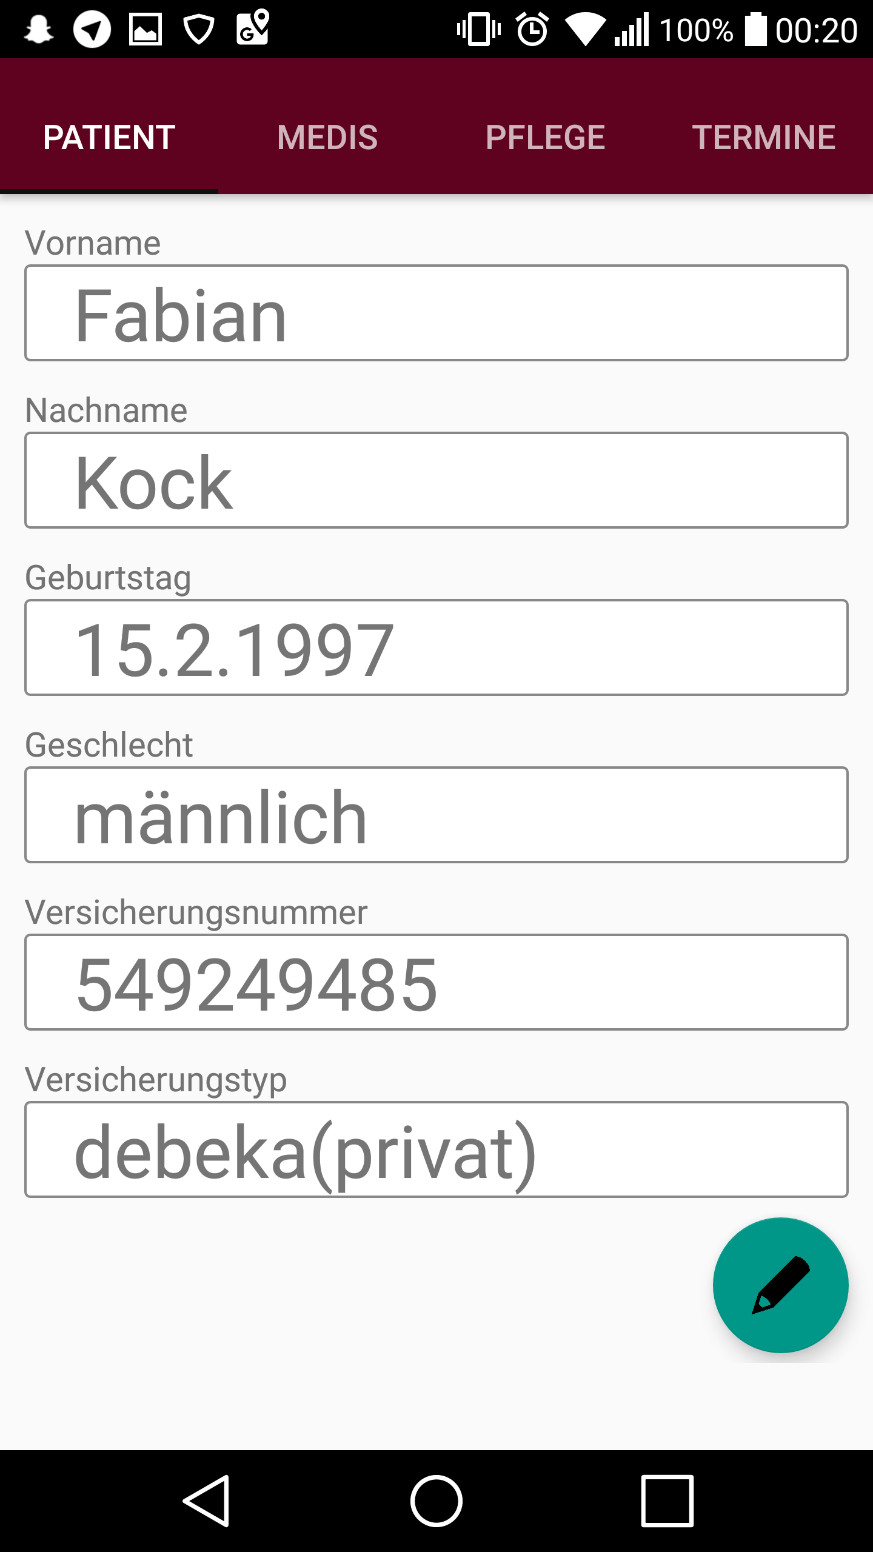 100% 00:20
PATIENT MEDIS PFLEGE TERMINE
Vorname
Fabian
Nachname
Kock
Geburtstag
15.2.1997
Geschlecht
männlich
Versicherungsnummer
549249485
Versicherungstyp
debeka(privat)